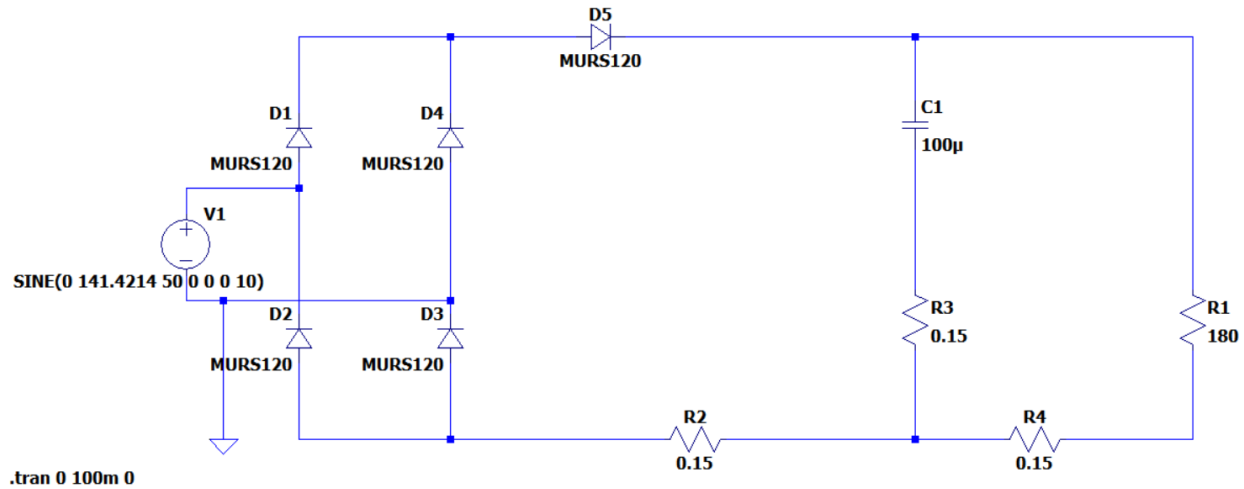 D5
MURS120
D1
D4
C1
100µ
MURS120
MURS120
V1
SINE(0 141.4214 50 0 0 0 10)
D2
D3
R3
0.15
R1
180
MURS120
MURS120
R2
0.15
R4
0.15
.tran 0 100m 0